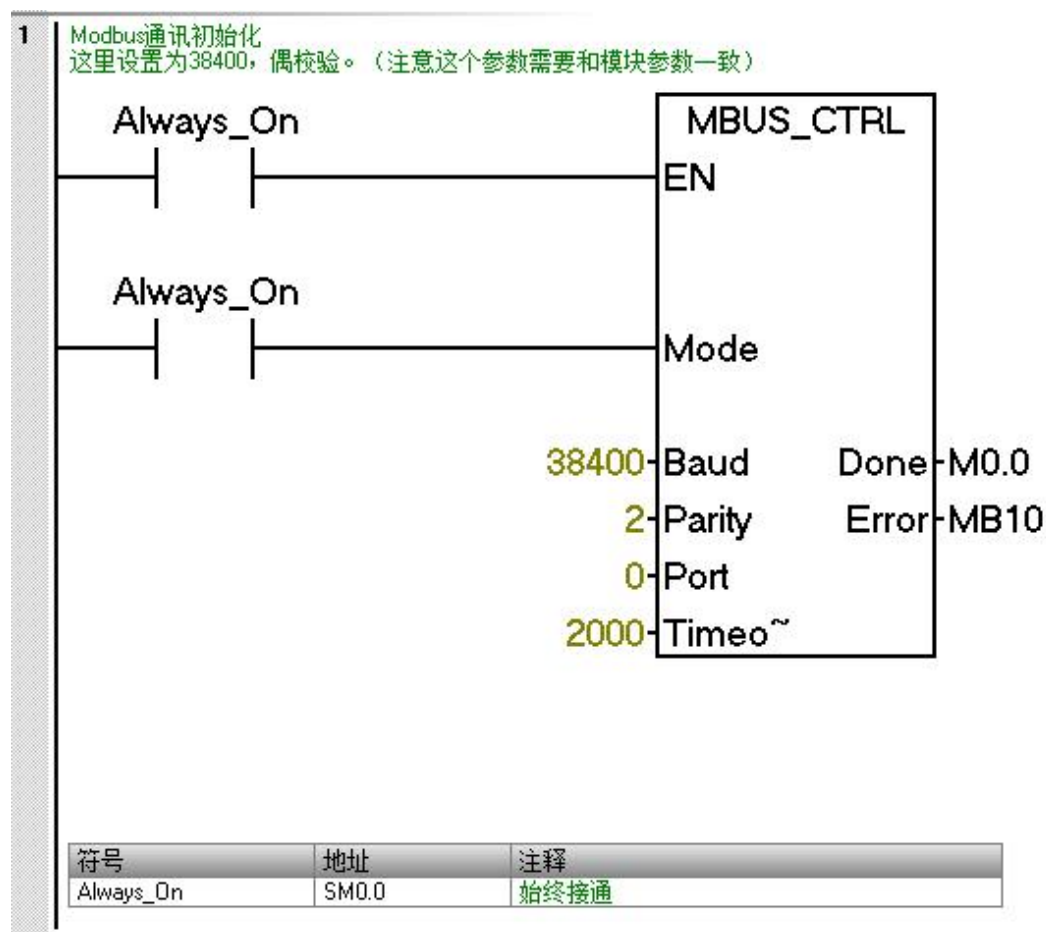 1
Modbus通讯初始化
这里设置为38400，偶校验。（注意这个参数需要和模块参数一致）
Always_On
MBUS_CTRL
EN
Always_On
Mode
38400 Baud Done M0.0
2 Parity Error MB10
0 Port
2000 Timeo~
符号 地址 注释
Always_On SM0.0 始终接通